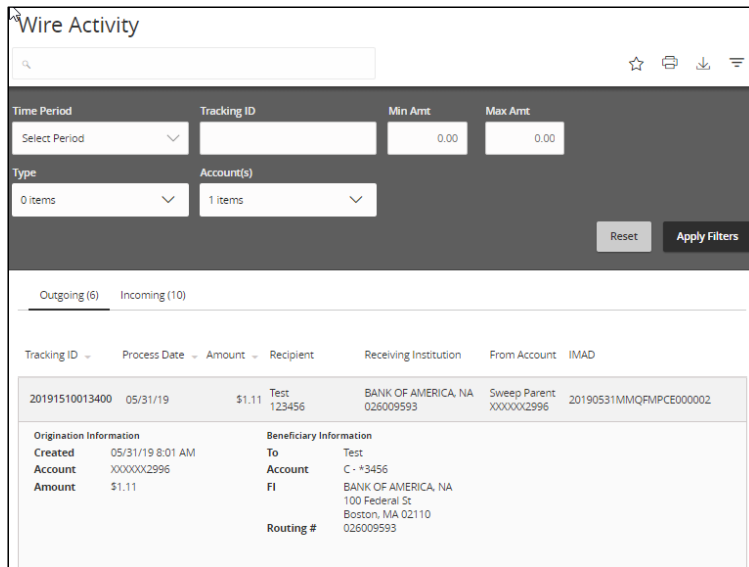 Wire Activity
Time Period Tracking ID Min Amt Max Amt
Select Period 0.00 0.00
Type Account(s)
0 items 1 items
Reset Apply Filters
Outgoing (6) Incoming (10)
Tracking ID Process Date Amount Recipient Receiving Institution From Account IMAD
20191510013400 05/31/19 $1.11 Test BANK OF AMERICA, NA Sweep Parent 20190531MMQFMPCE000002
123456 026009593 XXXXXX2996
Origination Information Beneficiary Information
Created 05/31/19 8:01 AM To Test
Account XXXXXX2996 Account C - *3456
Amount $1.11 FI BANK OF AMERICA, NA
100 Federal St
Boston, MA 02110
Routing # 026009593